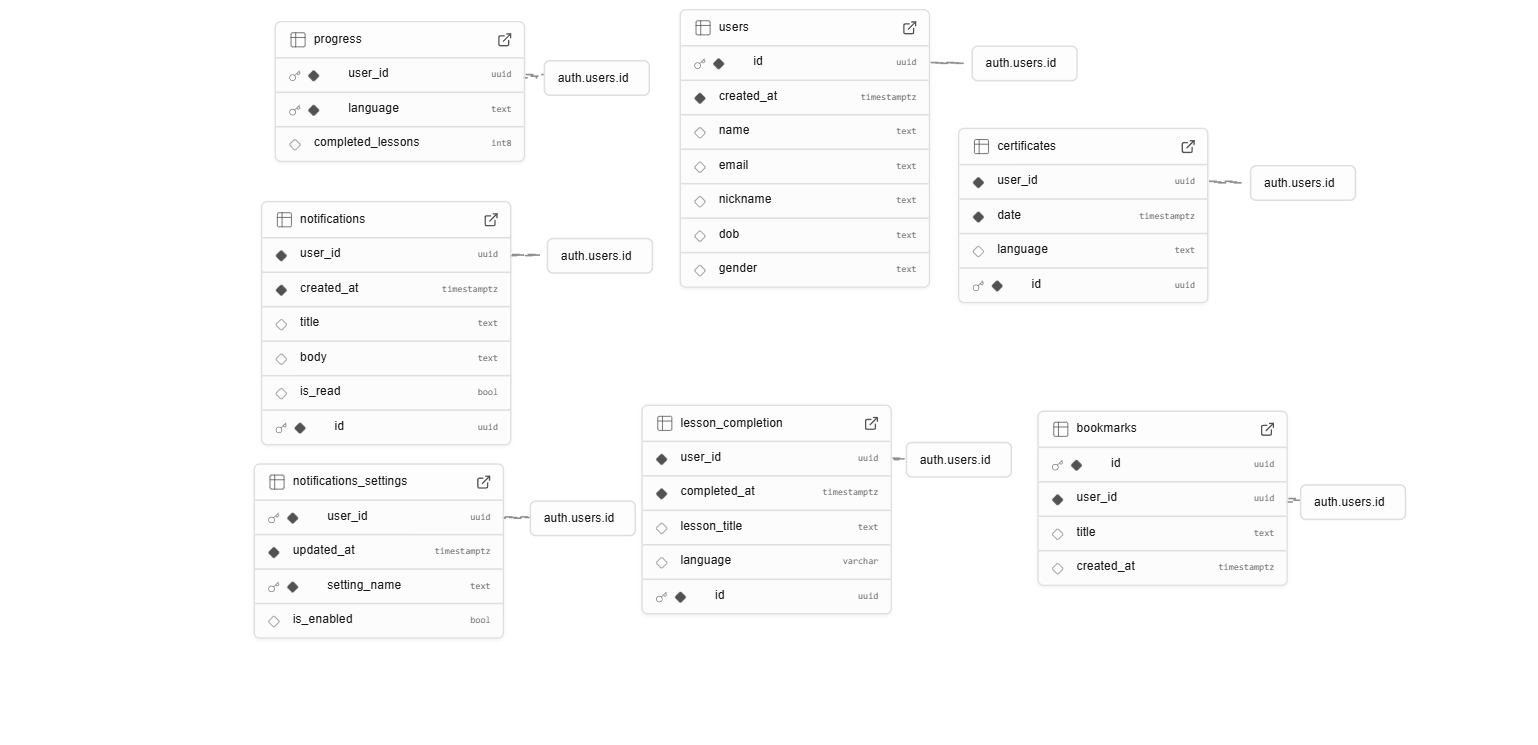 progress
user_id uuid
language text
completed_lessons int8
auth.users.id
users
id uuid
created_at timestamptz
name text
email text
nickname text
dob text
gender text
auth.users.id
certificates
user_id uuid
date timestamptz
language text
id uuid
auth.users.id
notifications
user_id uuid
created_at timestamptz
title text
body text
is_read bool
id uuid
auth.users.id
notifications_settings
user_id uuid
updated_at timestamptz
setting_name text
is_enabled bool
auth.users.id
lesson_completion
user_id uuid
completed_at timestamptz
lesson_title text
language varchar
id uuid
auth.users.id
bookmarks
id uuid
user_id uuid
title text
created_at timestamptz
auth.users.id